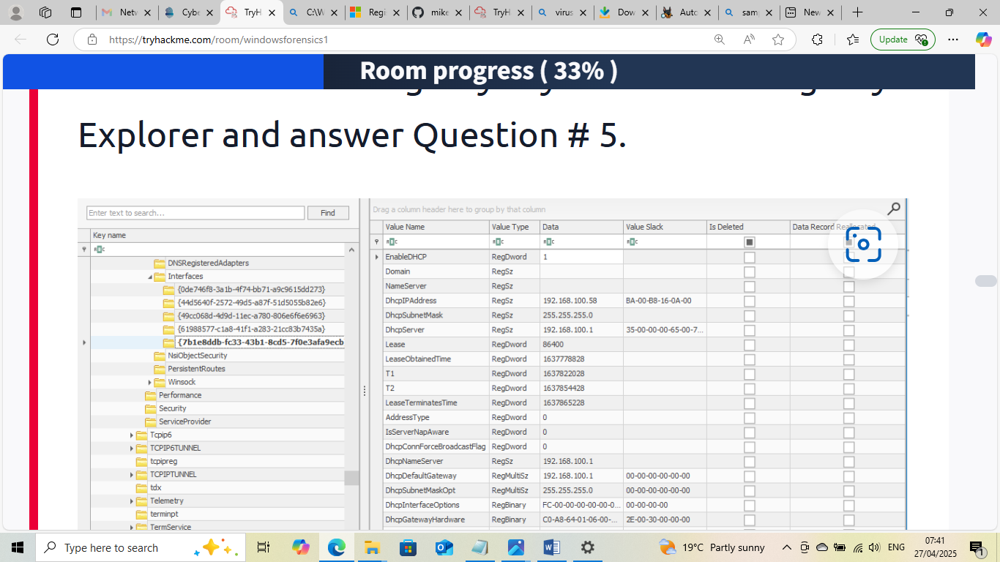 Netw
Cybe
TryH
C:\W
Regi
mike
TryH
virus
Dow
Auto
sam
New
https://tryhackme.com/room/windowsforensics1
Update
Room progress ( 33% )
Explorer and answer Question # 5.
Enter text to search...
Find
Key name
DNSRegisteredAdapters
Interfaces
{0de746f8-3a1b-4f74-bb71-a9c9615dd273}
{44d5640f-2572-49d5-a87f-51d5055b82e6}
{49cc068d-4d9d-11ec-a780-806e6f6e6963}
{61988577-c1a8-41f1-a283-21cc83b7435a}
{7b1e8ddb-fc33-43b1-8cd5-7f0e3afa9ecb
NsiObjectSecurity
PersistentRoutes
Winsock
Performance
Security
ServiceProvider
Tcpip6
TCPIP6TUNNEL
tcpipreg
TCPIPTUNNEL
tdx
Telemetry
terminpt
TermService
Drag a column header here to group by that column
Value Name Value Type Data Value Slack Is Deleted Data Record Reallocated
EnableDHCP RegDword 1
Domain RegSz
NameServer RegSz
DhcpIPAddress RegSz 192.168.100.58 BA-00-B8-16-0A-00
DhcpSubnetMask RegSz 255.255.255.0
DhcpServer RegSz 192.168.100.1 35-00-00-00-65-00-7...
Lease RegDword 86400
LeaseObtainedTime RegDword 1637778828
T1 RegDword 1637822028
T2 RegDword 1637854428
LeaseTerminatesTime RegDword 1637865228
AddressType RegDword 0
IsServerNapAware RegDword 0
DhcpConnForceBroadcastFlag RegDword 0
DhcpNameServer RegSz 192.168.100.1
DhcpDefaultGateway RegMultiSz 192.168.100.1 00-00-00-00-00-00
DhcpSubnetMaskOpt RegMultiSz 255.255.255.0 00-00-00-00-00-00
DhcpInterfaceOptions RegBinary FC-00-00-00-00-00-0... 00-00-00-00
DhcpGatewayHardware RegBinary C0-A8-64-01-06-00-... 2E-00-30-00-00-00
Type here to search
19°C Partly sunny
ENG
07:41
27/04/2025
1